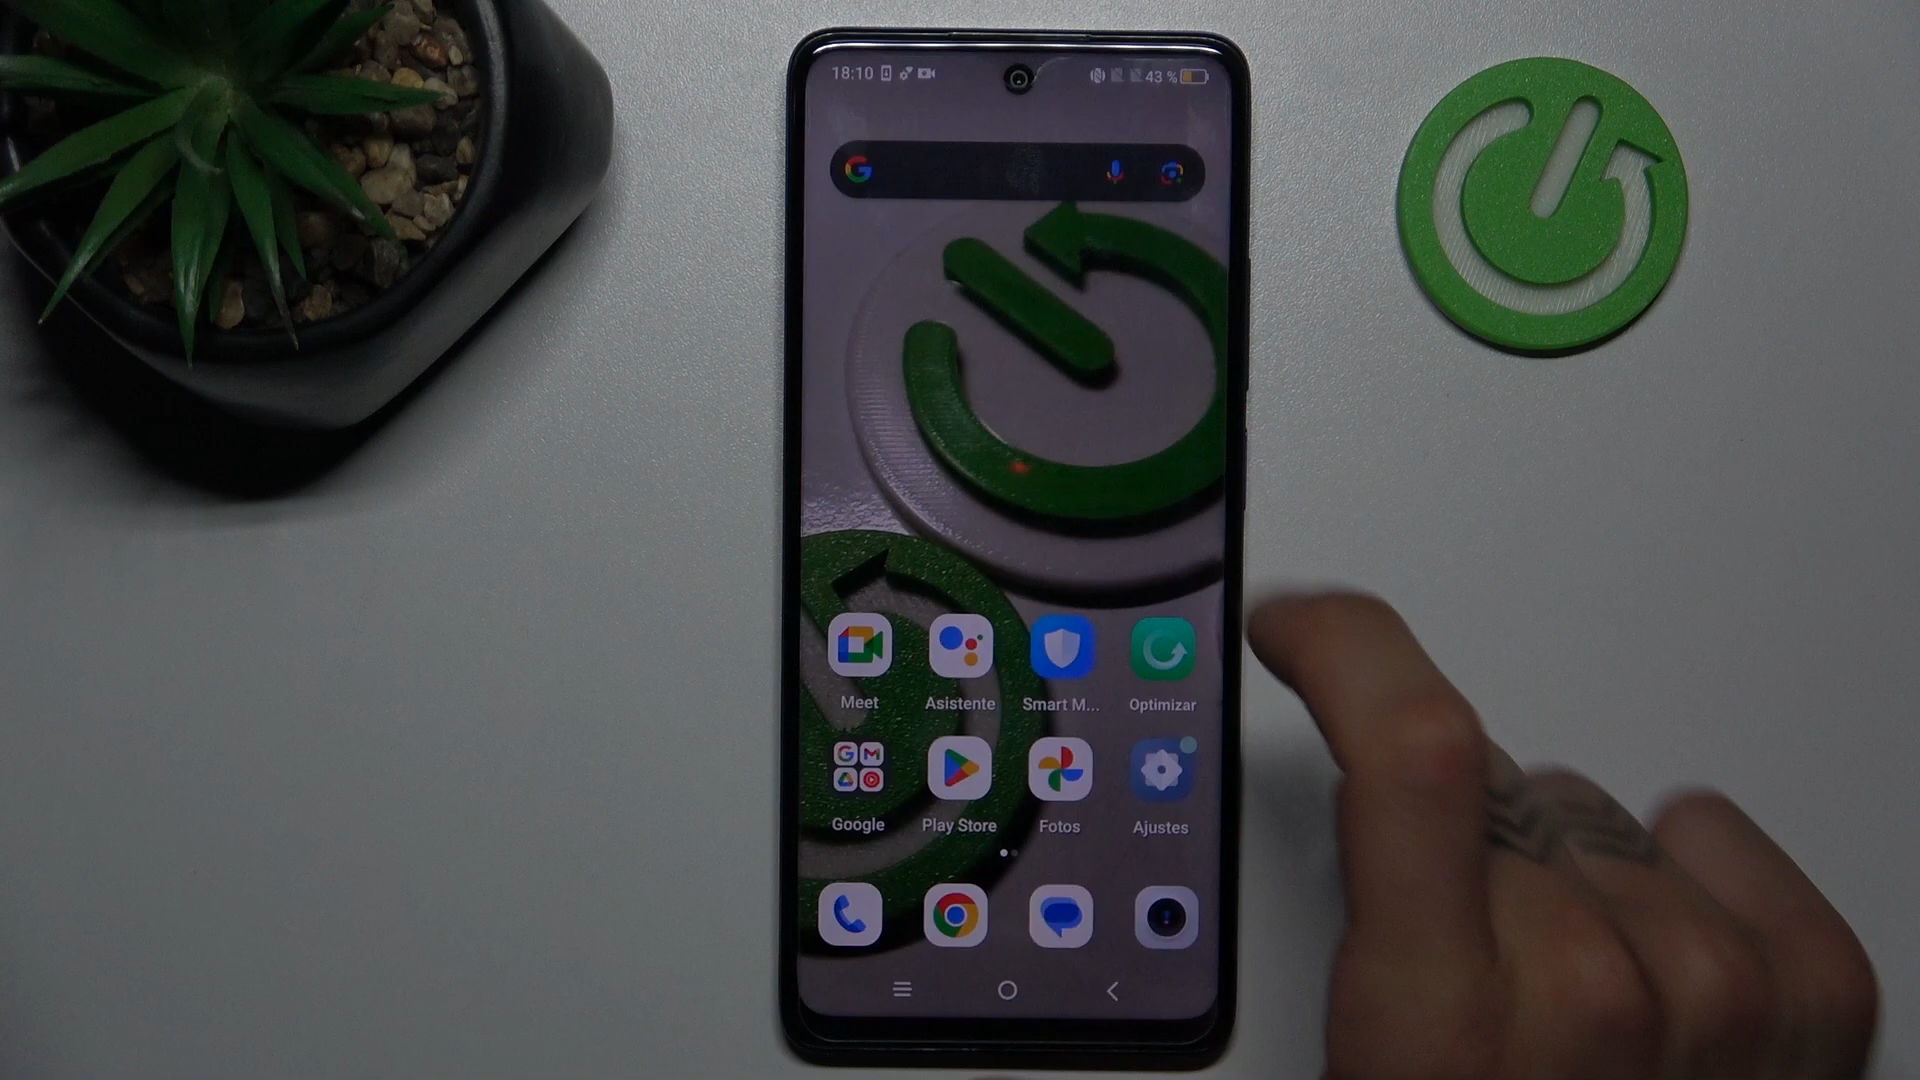 18:10 43 %
Meet Asistente Smart M... Optimizar
Google Play Store Fotos Ajustes